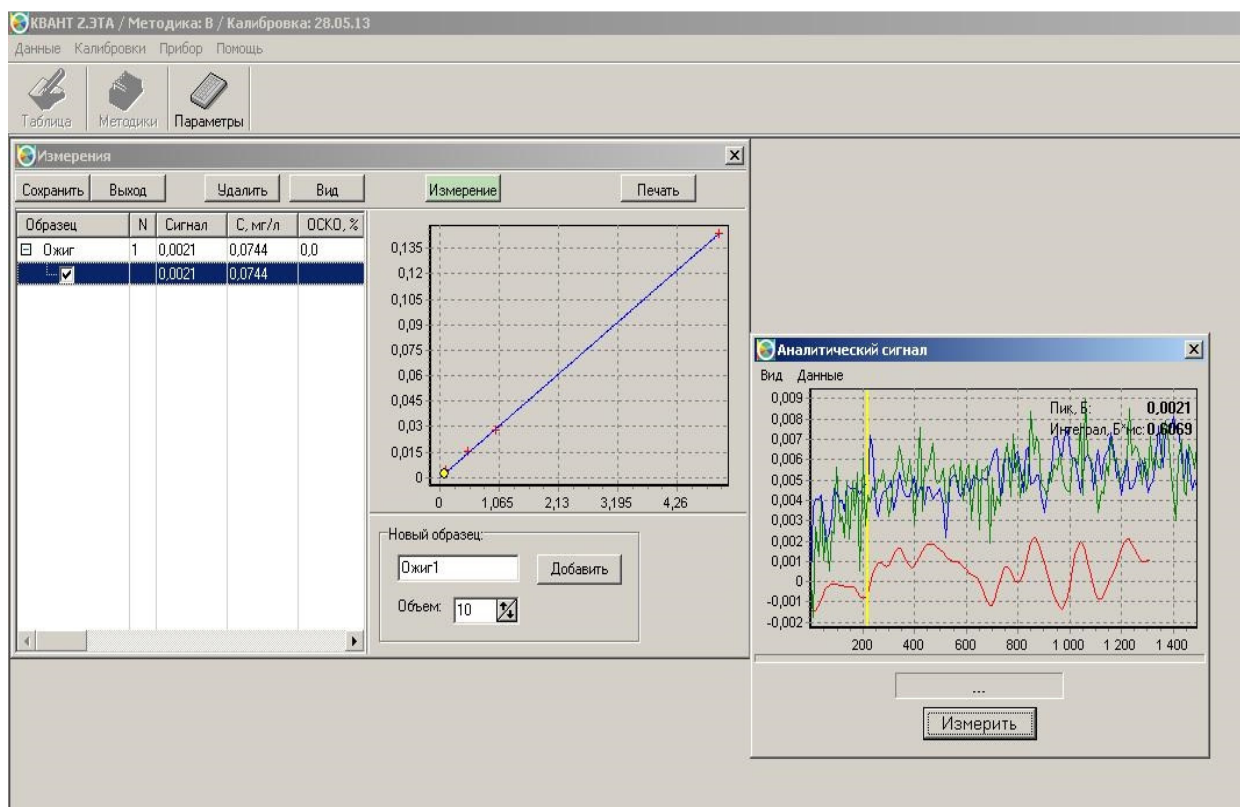 КВАНТ Z.ЭТА / Методика: В / Калибровка: 28.05.13
Данные Калибровки Прибор Помощь
Таблица Методики Параметры
Измерения
Сохранить Выход Удалить Вид Измерение Печать
Образец N Сигнал С, мг/л ОСКО, %
Ожиг 1 0,0021 0,0744 0,0
0,0021 0,0744
0,135
0,12
0,105
0,09
0,075
0,06
0,045
0,03
0,015
0
0 1,065 2,13 3,195 4,26
Новый образец:
Ожиг1 Добавить
Объем: 10
Аналитический сигнал
Вид Данные
Пик, Б: 0,0021
Интеграл, Б*мс: 0,6069
0,009
0,008
0,007
0,006
0,005
0,004
0,003
0,002
0,001
0
-0,001
-0,002
200 400 600 800 1 000 1 200 1 400
...
Измерить